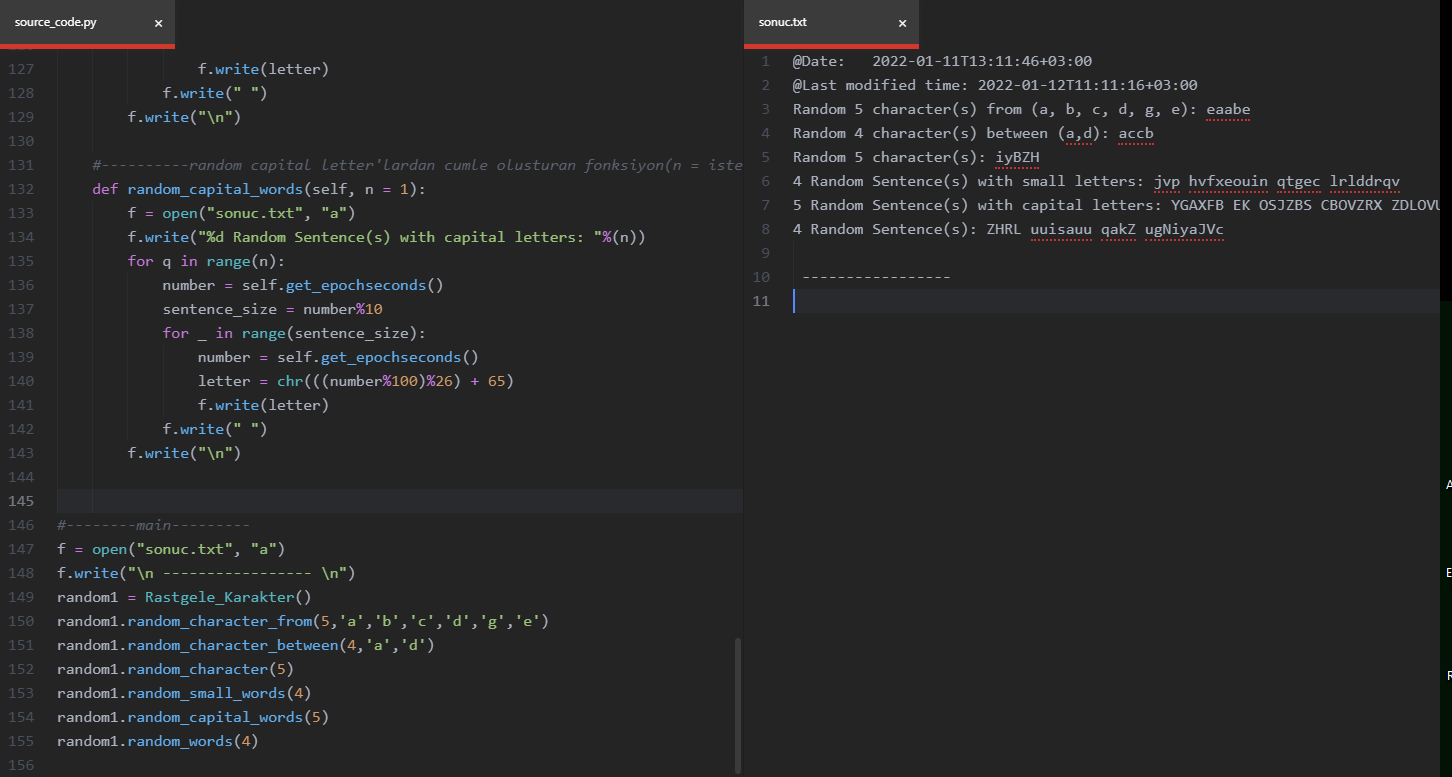 source_code.py ×
127 f.write(letter)
128 f.write(" ")
129 f.write("\n")
130
131 #----------random capital letter'lardan cumle olusturan fonksiyon(n = iste
132 def random_capital_words(self, n = 1):
133 f = open("sonuc.txt", "a")
134 f.write("%d Random Sentence(s) with capital letters: "%(n))
135 for q in range(n):
136 number = self.get_epochseconds()
137 sentence_size = number%10
138 for _ in range(sentence_size):
139 number = self.get_epochseconds()
140 letter = chr(((number%100)%26) + 65)
141 f.write(letter)
142 f.write(" ")
143 f.write("\n")
144
145
146 #--------main---------
147 f = open("sonuc.txt", "a")
148 f.write("\n ----------------- \n")
149 random1 = Rastgele_Karakter()
150 random1.random_character_from(5,'a','b','c','d','g','e')
151 random1.random_character_between(4,'a','d')
152 random1.random_character(5)
153 random1.random_small_words(4)
154 random1.random_capital_words(5)
155 random1.random_words(4)
156
sonuc.txt ×
1 @Date:   2022-01-11T13:11:46+03:00
2 @Last modified time: 2022-01-12T11:11:16+03:00
3 Random 5 character(s) from (a, b, c, d, g, e): eaabe
4 Random 4 character(s) between (a,d): accb
5 Random 5 character(s): iyBZH
6 4 Random Sentence(s) with small letters: jvp hvfxeouin qtgec lrlddrqv
7 5 Random Sentence(s) with capital letters: YGAXFB EK OSJZBS CBOVZRX ZDLOVU
8 4 Random Sentence(s): ZHRL uuisauu qakZ ugNiyaJVc
9
10 -----------------
11